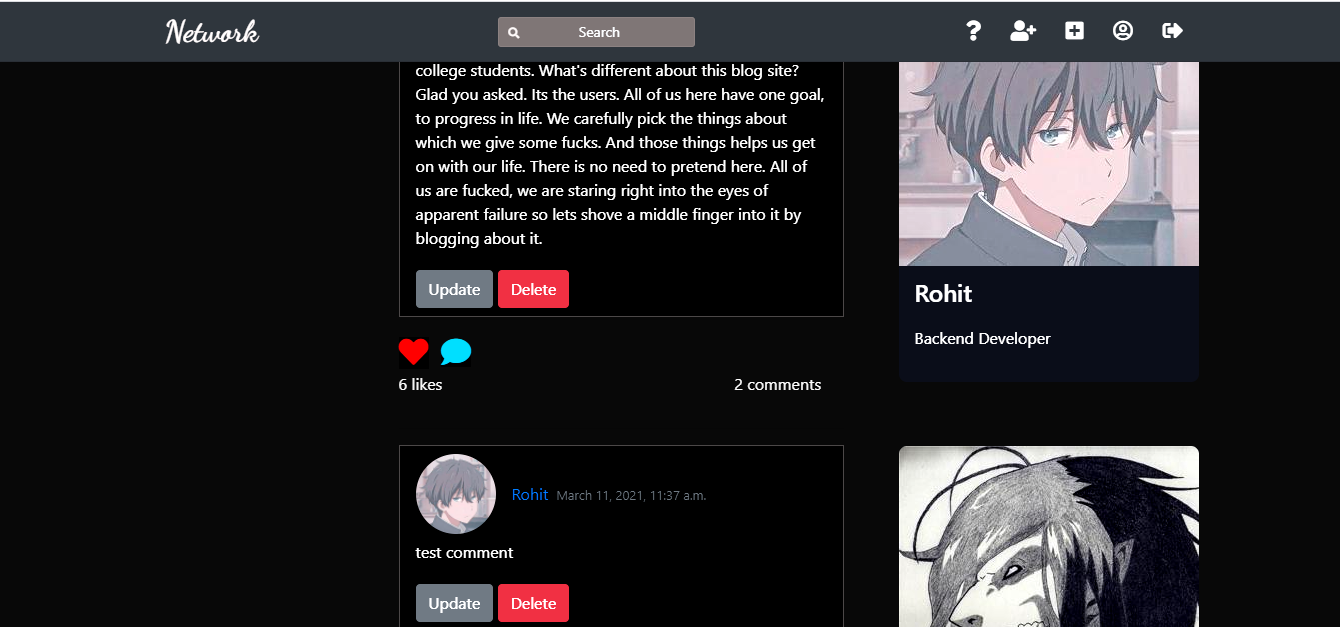 Network
Search
college students. What's different about this blog site?
Glad you asked. Its the users. All of us here have one goal,
to progress in life. We carefully pick the things about
which we give some fucks. And those things helps us get
on with our life. There is no need to pretend here. All of
us are fucked, we are staring right into the eyes of
apparent failure so lets shove a middle finger into it by
blogging about it.
Update Delete
6 likes
2 comments
Rohit
Backend Developer
Rohit March 11, 2021, 11:37 a.m.
test comment
Update Delete